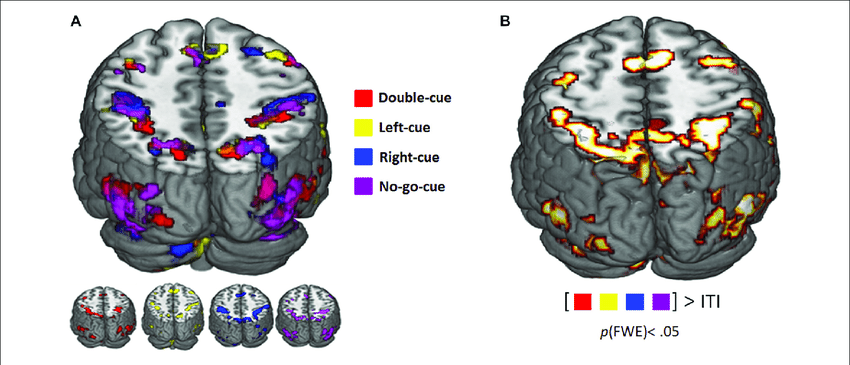 A
B
Double-cue
Left-cue
Right-cue
No-go-cue
[ ] > ITI
p(FWE)< .05